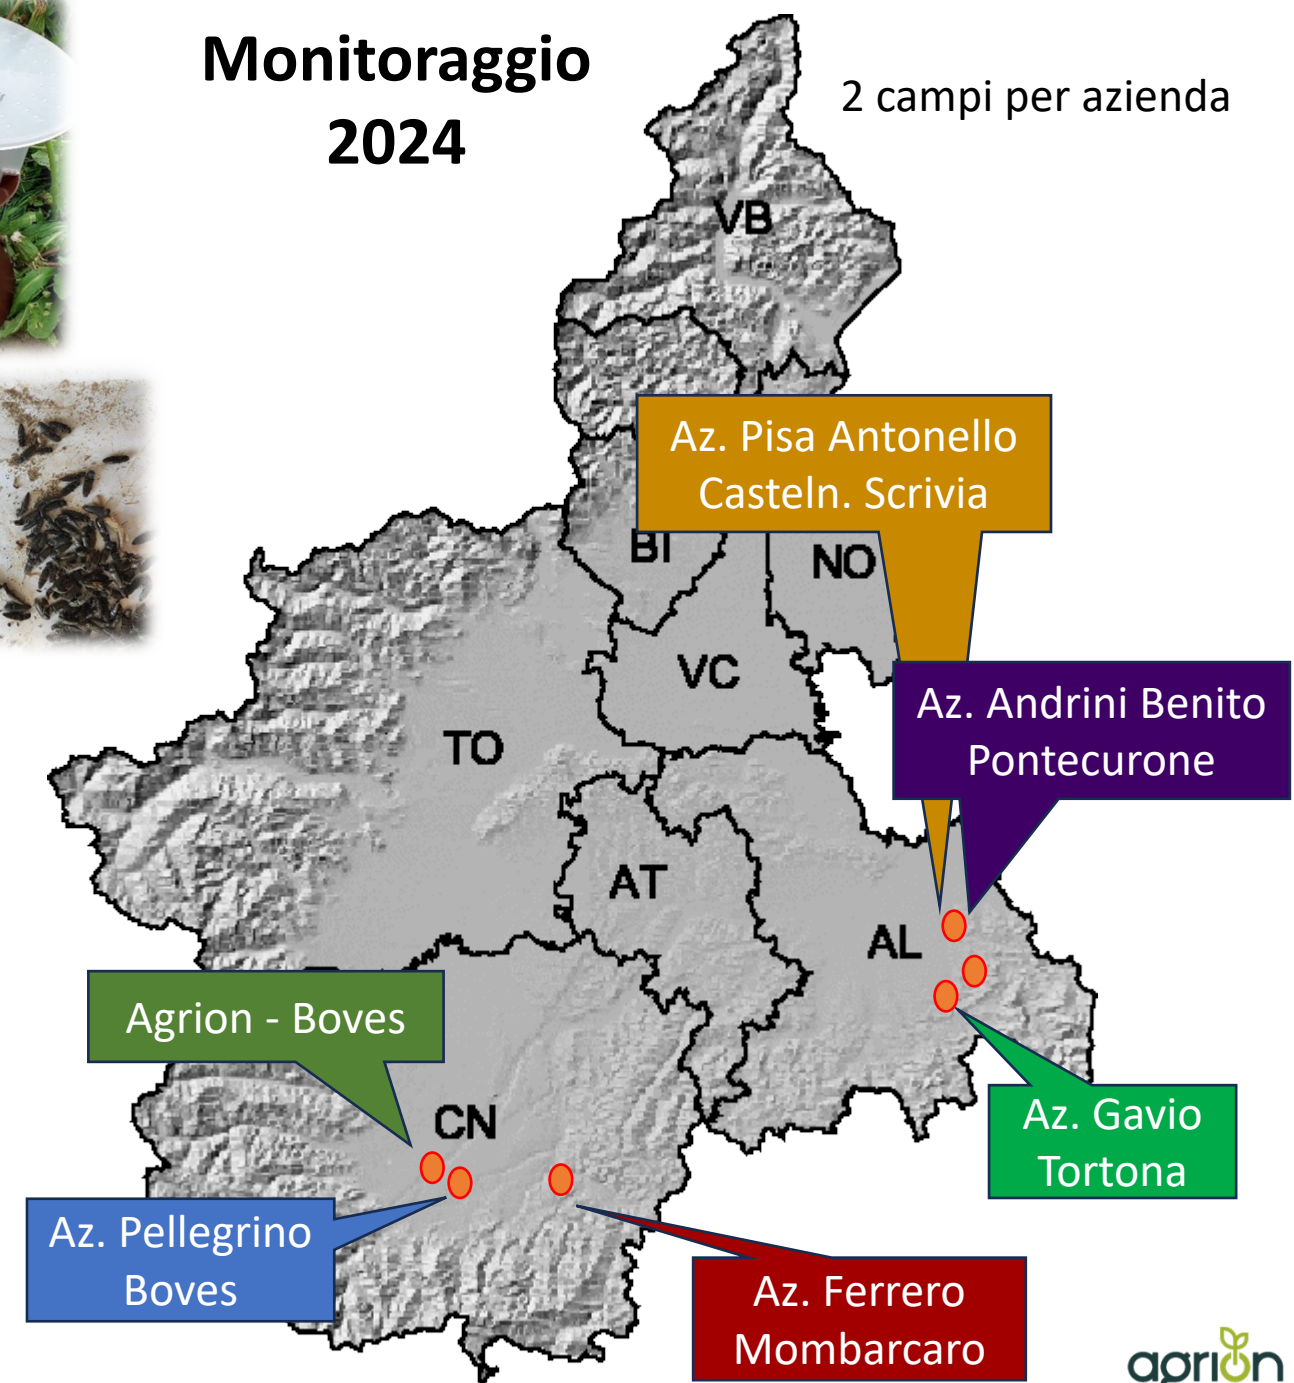 Monitoraggio
2024
2 campi per azienda
VB
Az. Pisa Antonello
Casteln. Scrivia
BI
NO
VC
Az. Andrini Benito
Pontecurone
TO
AT
AL
Agrion - Boves
CN
Az. Gavio
Tortona
Az. Pellegrino
Boves
Az. Ferrero
Mombarcaro
agrion